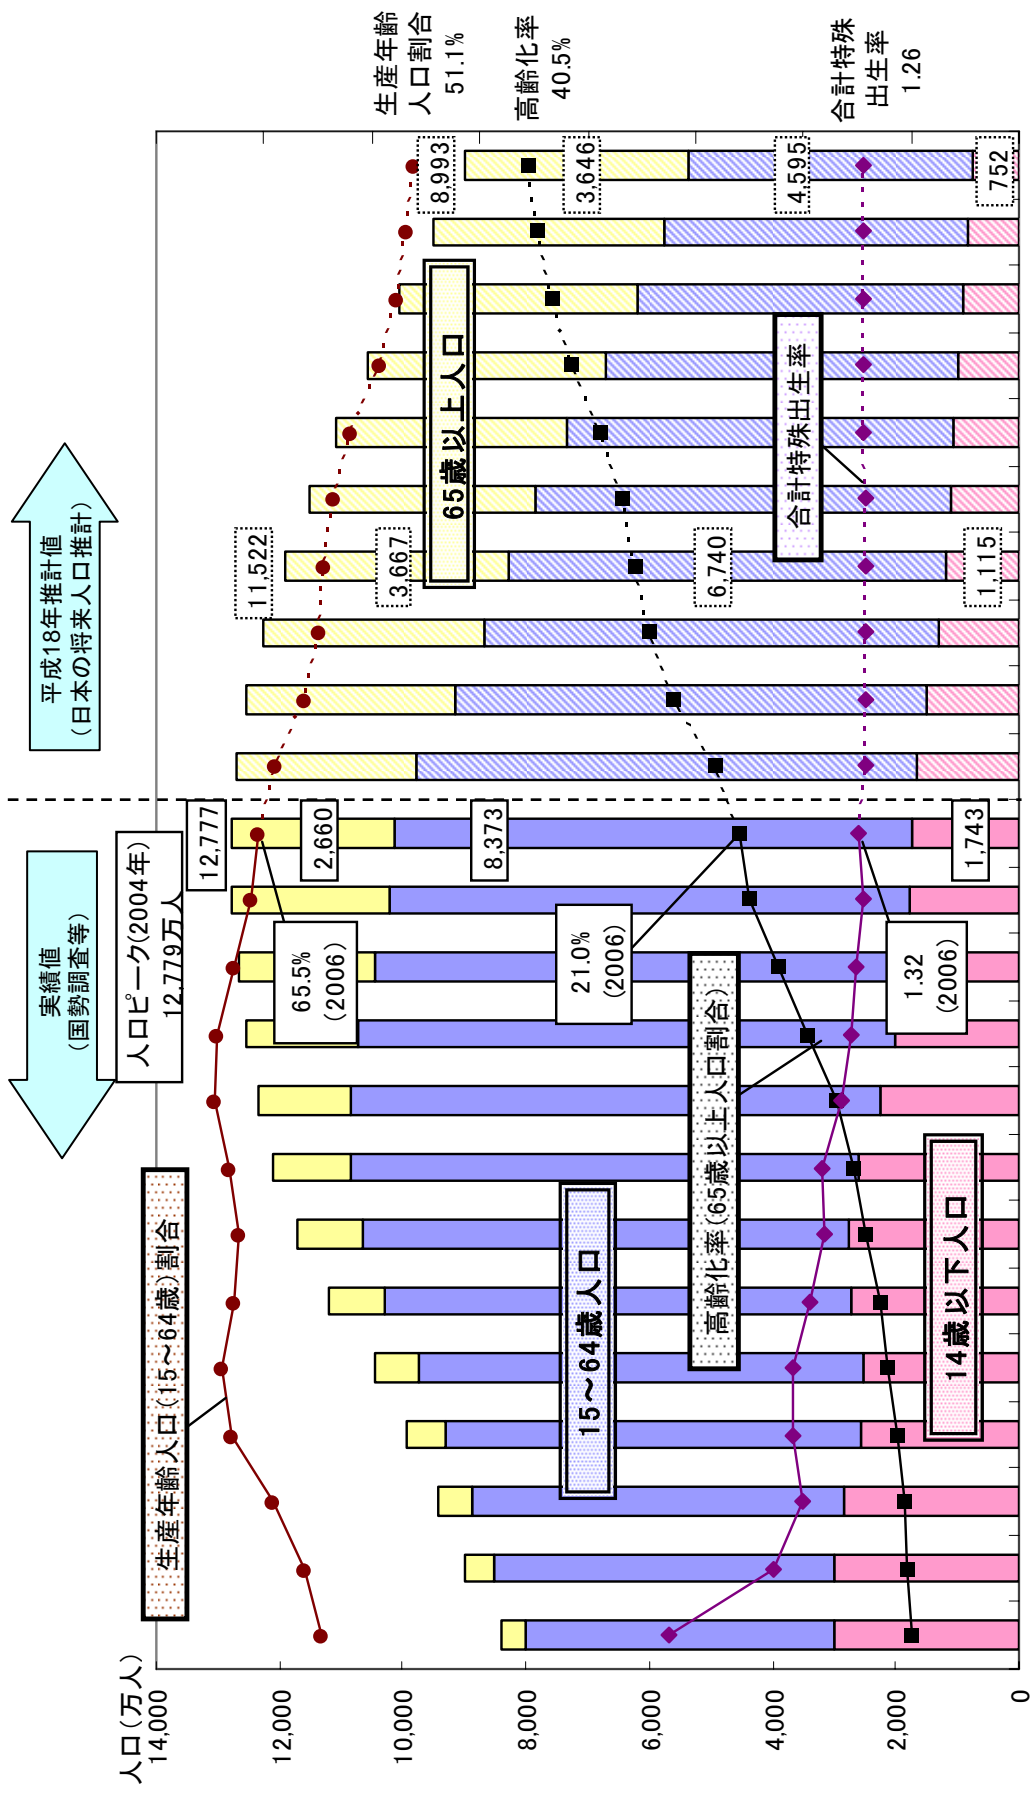 人口(万人)
14,000
12,000
10,000
8,000
6,000
4,000
2,000
0
実績値
(国勢調査等)
平成18年推計値
(日本の将来人口推計)
人口ピーク(2004年)
12,779万人
生産年齢人口(15~64歳)割合
65.5%
(2006)
12,777
2,660
8,373
1,743
21.0%
(2006)
1.32
(2006)
高齢化率(65歳以上人口割合)
15~64歳人口
14歳以下人口
65歳以上人口
合計特殊出生率
11,522
3,667
6,740
1,115
8,993
3,646
4,595
752
生産年齢
人口割合
51.1%
高齢化率
40.5%
合計特殊
出生率
1.26